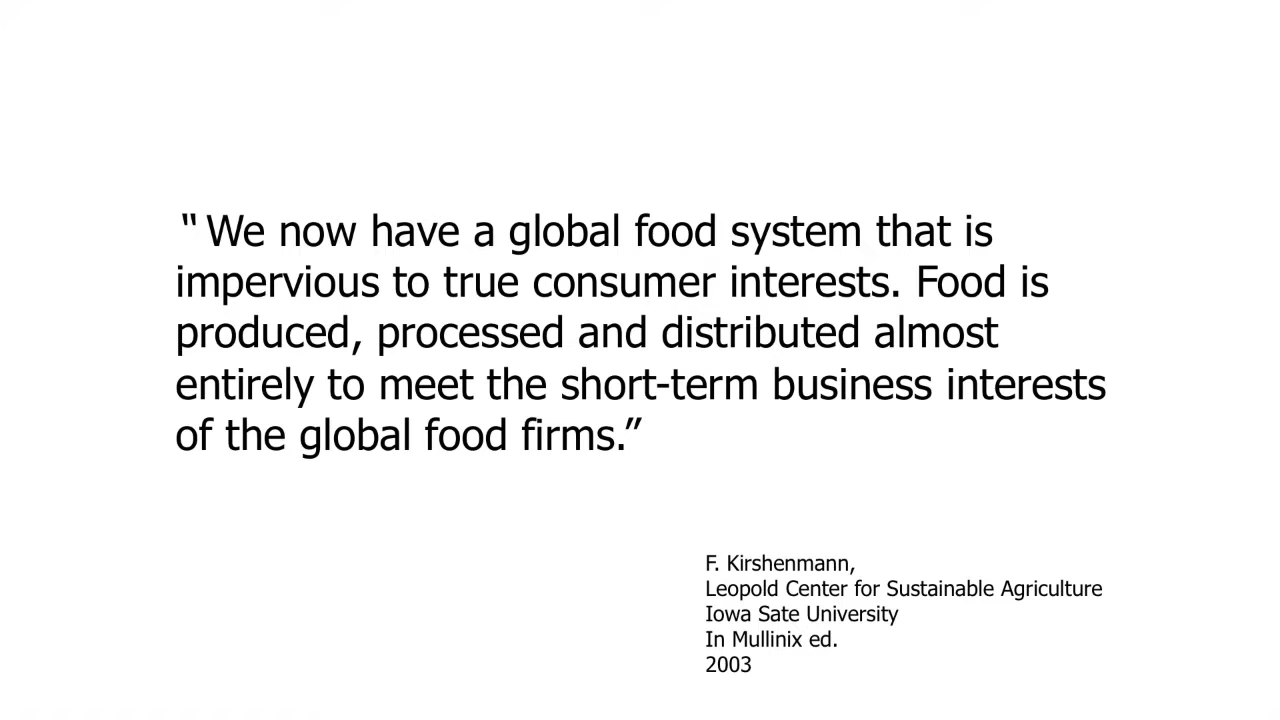 “ We now have a global food system that is
impervious to true consumer interests. Food is
produced, processed and distributed almost
entirely to meet the short-term business interests
of the global food firms.”
F. Kirshenmann,
Leopold Center for Sustainable Agriculture
Iowa Sate University
In Mullinix ed.
2003